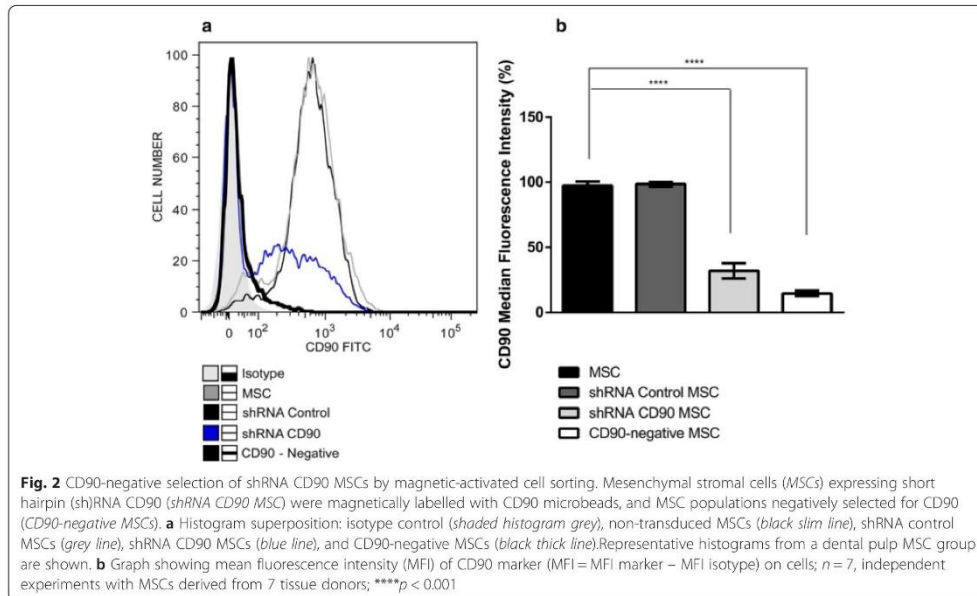 a
100
80
60
40
20
0
CELL NUMBER
0 10² 10³ 10⁴ 10⁵
CD90 FITC
Isotype
MSC
shRNA Control
shRNA CD90
CD90 - Negative
b
****
****
150
100
50
0
CD90 Median Fluorescence Intensity (%)
MSC
shRNA Control MSC
shRNA CD90 MSC
CD90-negative MSC
Fig. 2 CD90-negative selection of shRNA CD90 MSCs by magnetic-activated cell sorting. Mesenchymal stromal cells (MSCs) expressing short
hairpin (sh)RNA CD90 (shRNA CD90 MSC) were magnetically labelled with CD90 microbeads, and MSC populations negatively selected for CD90
(CD90-negative MSCs). a Histogram superposition: isotype control (shaded histogram grey), non-transduced MSCs (black slim line), shRNA control
MSCs (grey line), shRNA CD90 MSCs (blue line), and CD90-negative MSCs (black thick line).Representative histograms from a dental pulp MSC group
are shown. b Graph showing mean fluorescence intensity (MFI) of CD90 marker (MFI = MFI marker – MFI isotype) on cells; n = 7, independent
experiments with MSCs derived from 7 tissue donors; ****p < 0.001